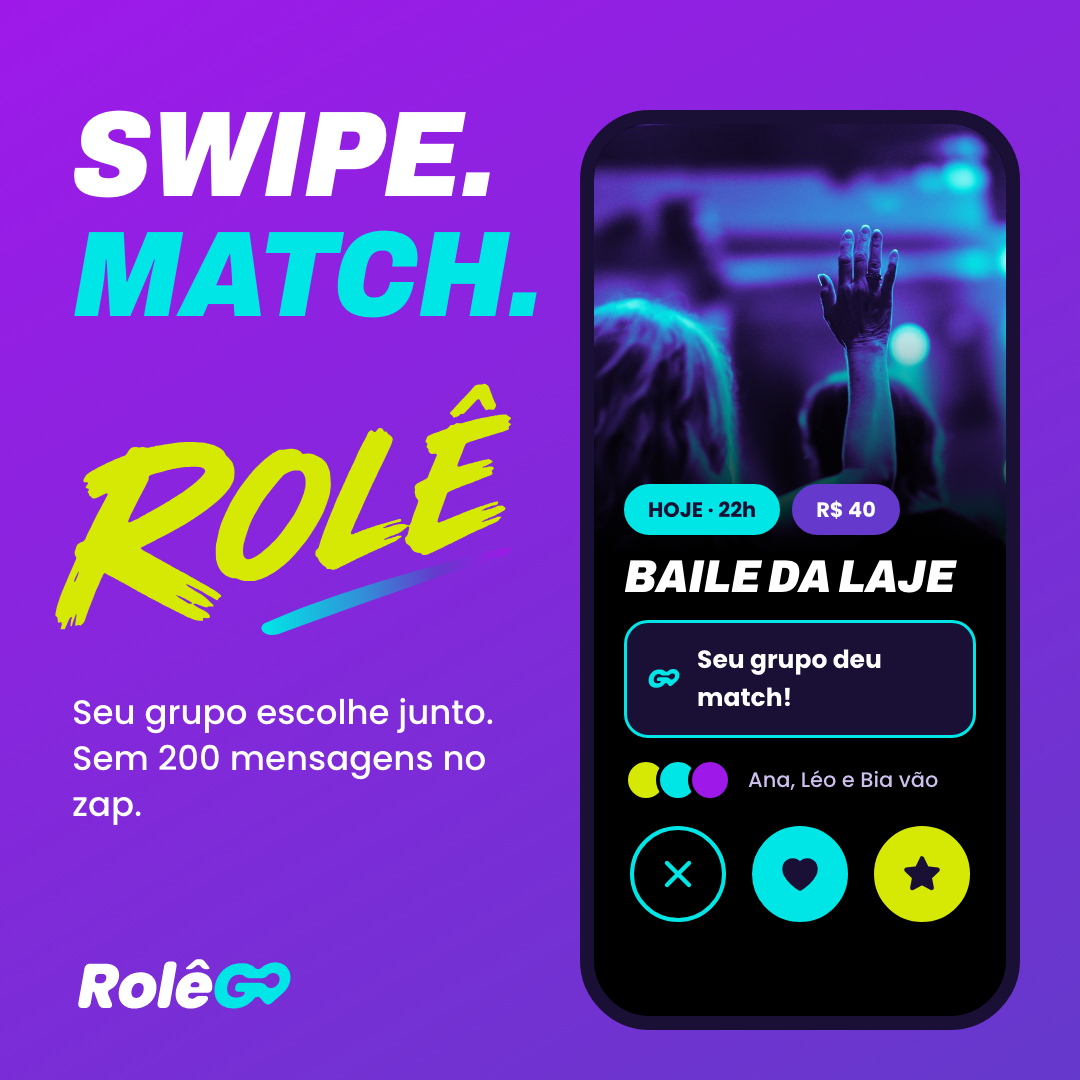 SWIPE.
MATCH.
ROLÊ
Seu grupo escolhe junto.
Sem 200 mensagens no
zap.
RolêGO
HOJE · 22h
R$ 40
BAILE DA LAJE
Seu grupo deu
match!
Ana, Léo e Bia vão